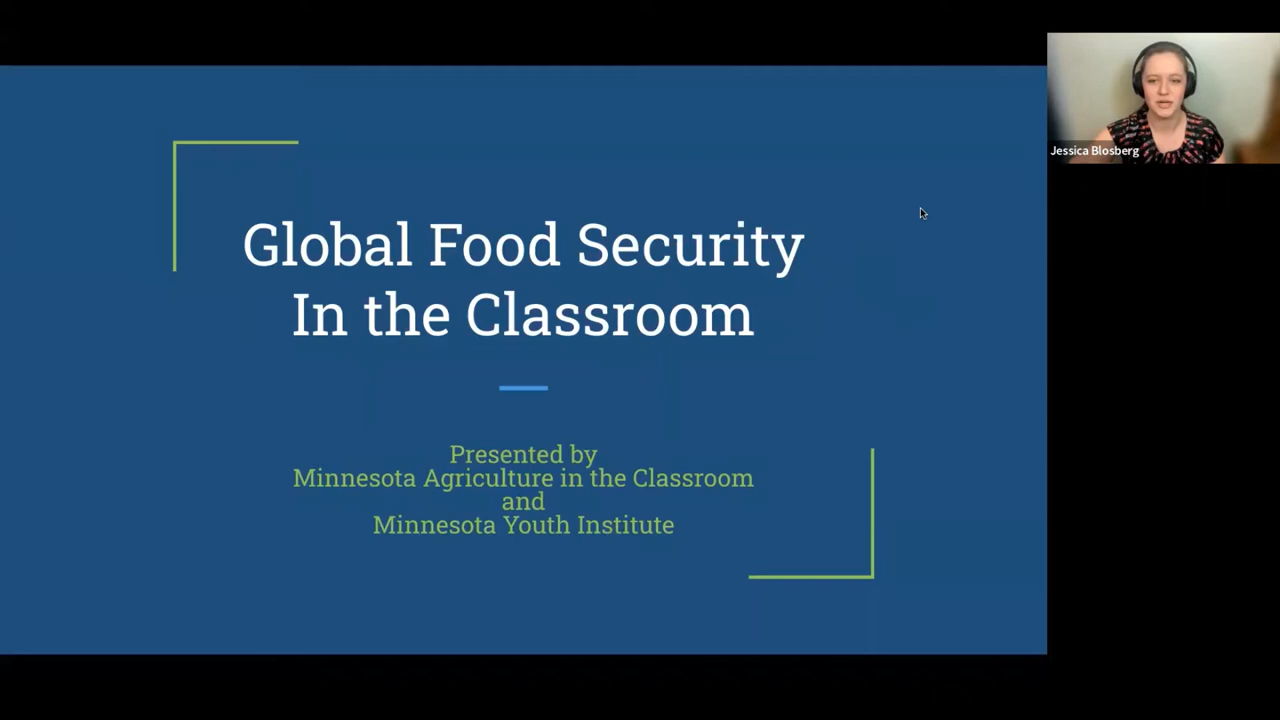 Global Food Security
In the Classroom
Presented by
Minnesota Agriculture in the Classroom
and
Minnesota Youth Institute
Jessica Blosberg